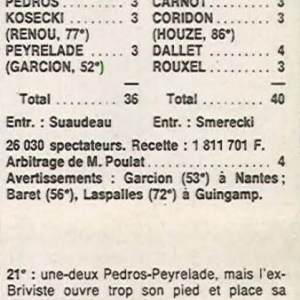 PEDROS ............ 3 CARNOT ............ 3
KOSECKI .......... 3 CORIDON .......... 3
(RENOU, 77e) (HOUZE, 86e)
PEYRELADE ...... 3 DALLET ............ 4
(GARCION, 52e) ROUXEL ............ 3
Total .......... 36 Total .......... 40
Entr. : Suaudeau Entr. : Smerecki
26 030 spectateurs. Recette : 1 811 701 F.
Arbitrage de M. Poulat ...................... 4
Avertissements : Garcion (53e) à Nantes ;
Baret (56e), Laspalles (72e) à Guingamp.
21e : une-deux Pedros-Peyrelade, mais l'ex-
Briviste ouvre trop son pied et place sa